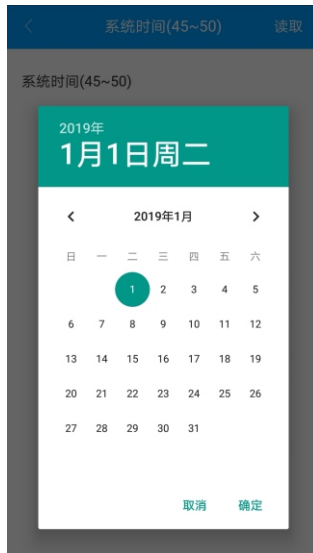 系统时间(45~50) 读取
系统时间(45~50)
2019年
1月1日周二
2019年1月
日 一 二 三 四 五 六
1 2 3 4 5
6 7 8 9 10 11 12
13 14 15 16 17 18 19
20 21 22 23 24 25 26
27 28 29 30 31
取消 确定